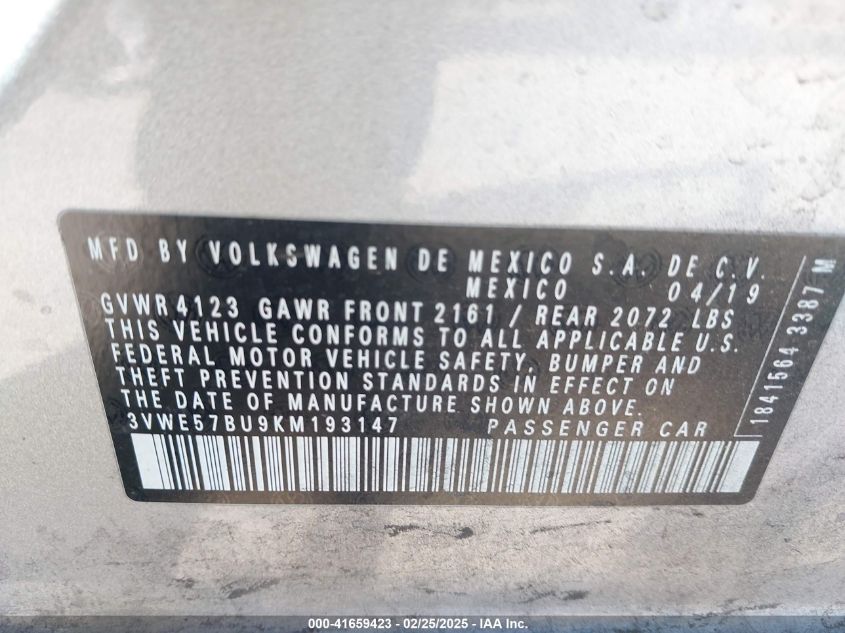 MFD BY VOLKSWAGEN DE MEXICO S.A. DE C.V.
MEXICO 04/19
GVWR 4123 GAWR FRONT 2161 / REAR 2072 LBS
THIS VEHICLE CONFORMS TO ALL APPLICABLE U.S.
FEDERAL MOTOR VEHICLE SAFETY, BUMPER AND
THEFT PREVENTION STANDARDS IN EFFECT ON
THE DATE OF MANUFACTURE SHOWN ABOVE.
3VWE57BU9KM193147 PASSENGER CAR
1841564 3387 M
000-41659423 - 02/25/2025 - IAA Inc.